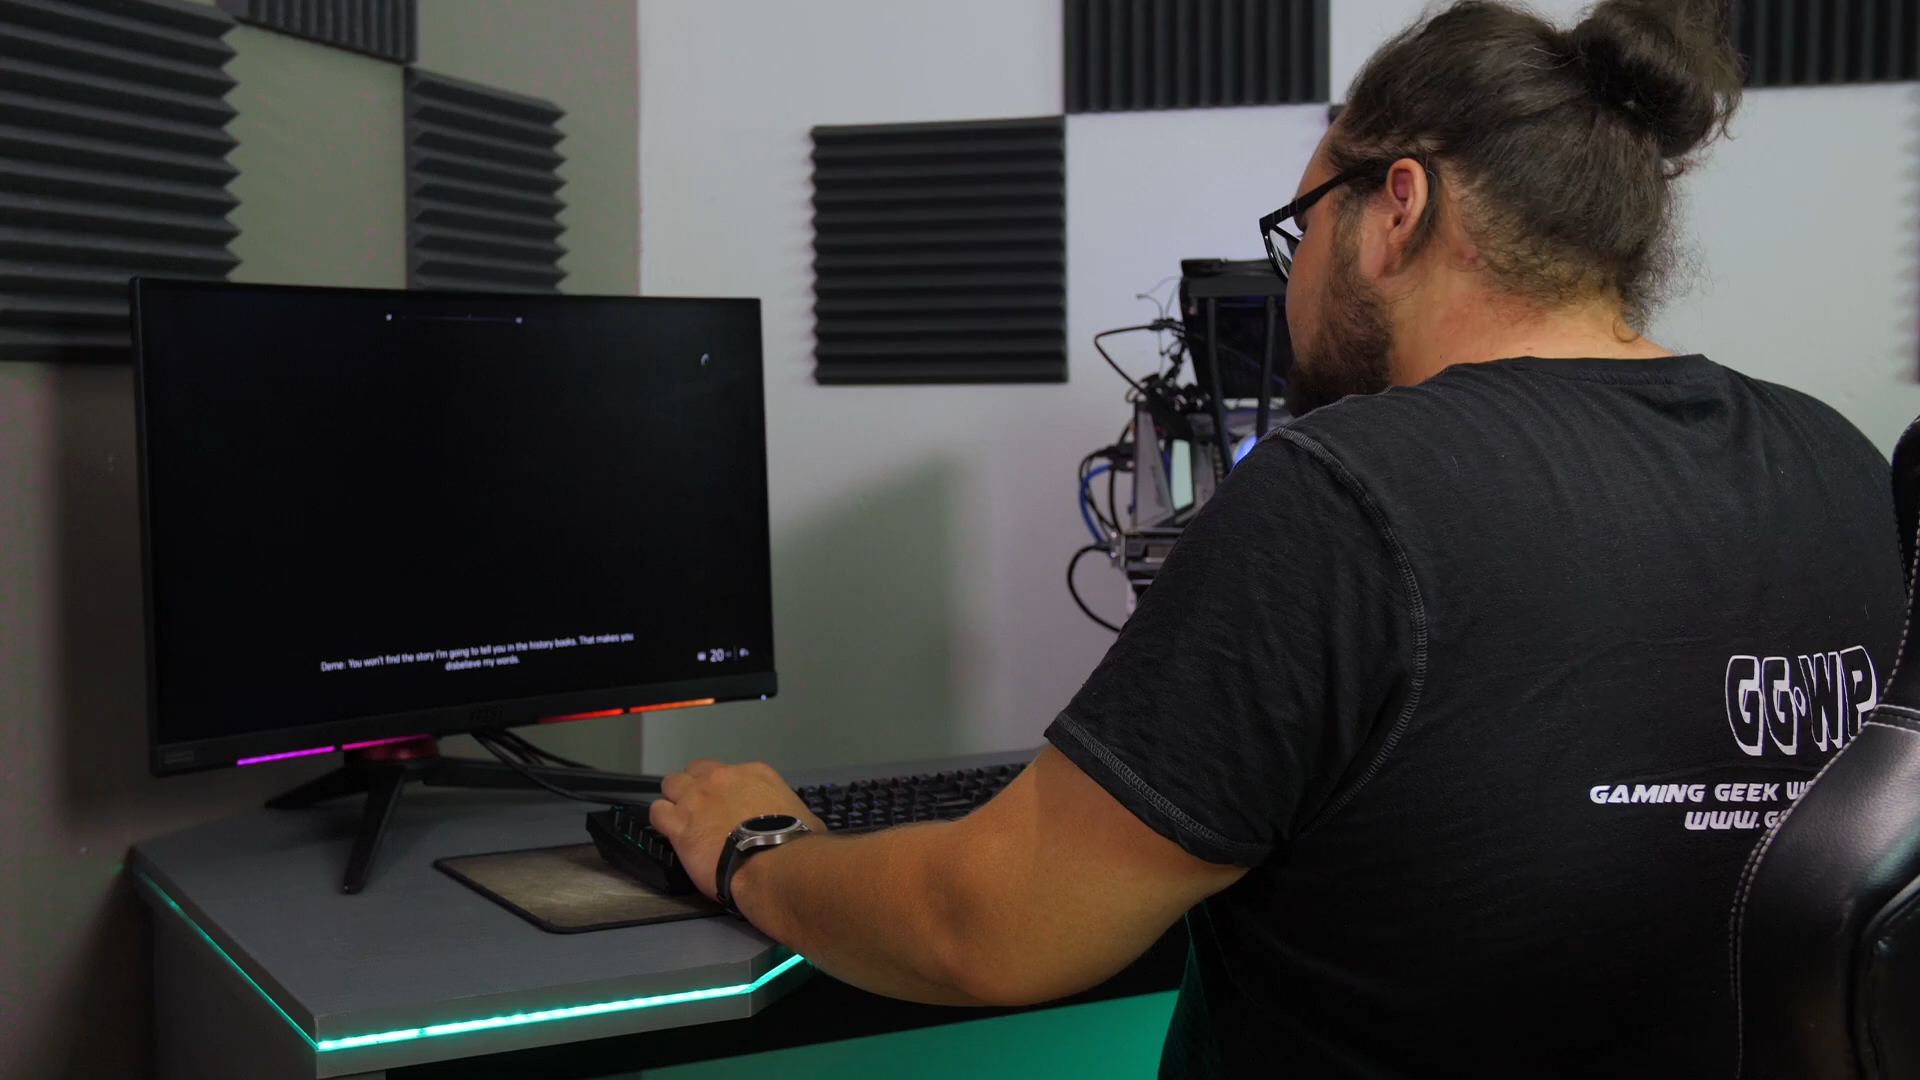 Deme: You won't find the story I'm going to tell you in the history books. That makes you
disbelieve my words.
20
GG·WP
GAMING GEEK
WWW.